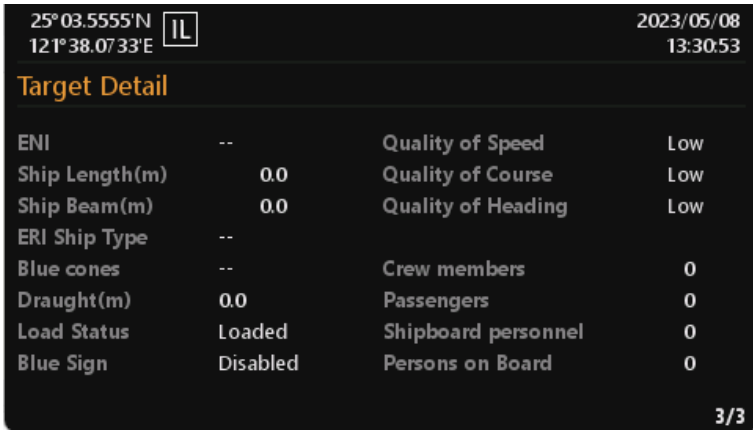 25°03.5555'N IL 2023/05/08
121°38.0733'E 13:30:53
Target Detail
ENI -- Quality of Speed Low
Ship Length(m) 0.0 Quality of Course Low
Ship Beam(m) 0.0 Quality of Heading Low
ERI Ship Type --
Blue cones -- Crew members 0
Draught(m) 0.0 Passengers 0
Load Status Loaded Shipboard personnel 0
Blue Sign Disabled Persons on Board 0
3/3